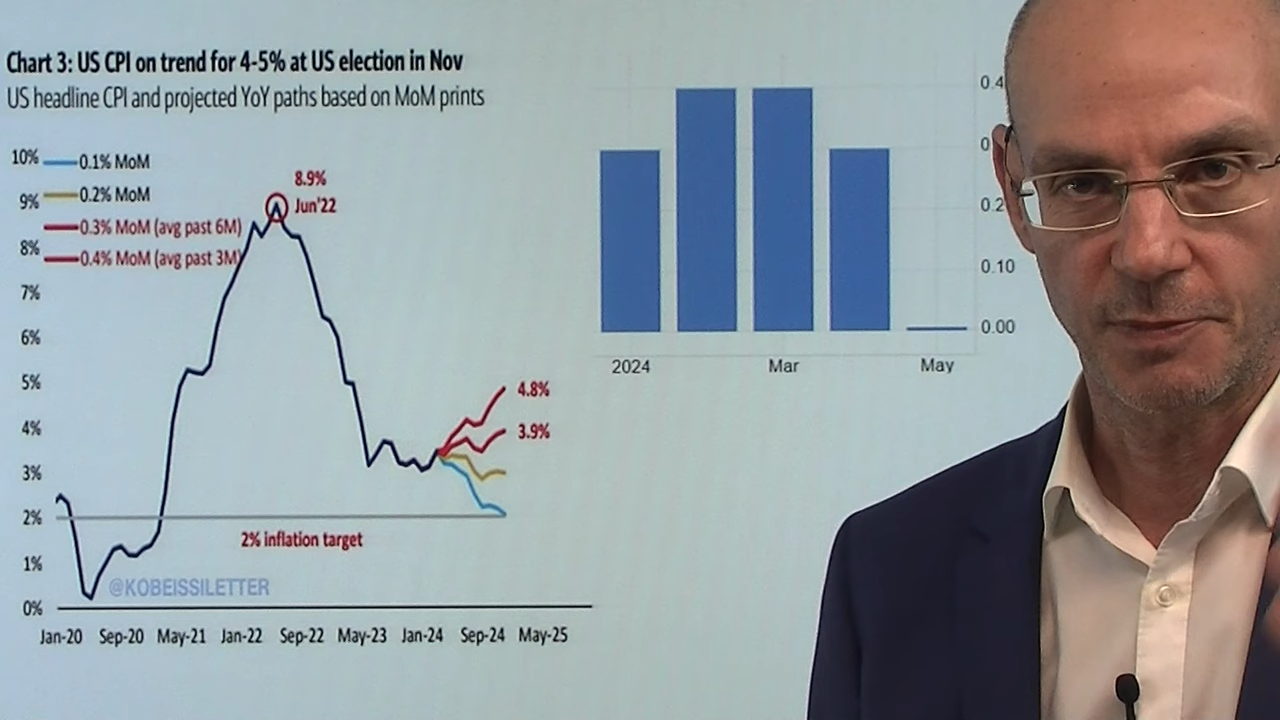 Chart 3: US CPI on trend for 4-5% at US election in Nov
US headline CPI and projected YoY paths based on MoM prints
10%
9%
8%
7%
6%
5%
4%
3%
2%
1%
0%
0.1% MoM
0.2% MoM
0.3% MoM (avg past 6M)
0.4% MoM (avg past 3M)
8.9%
Jun'22
4.8%
3.9%
2% inflation target
@KOBEISSILETTER
Jan-20 Sep-20 May-21 Jan-22 Sep-22 May-23 Jan-24 Sep-24 May-25
0.4
0.2
0.10
0.00
2024 Mar May